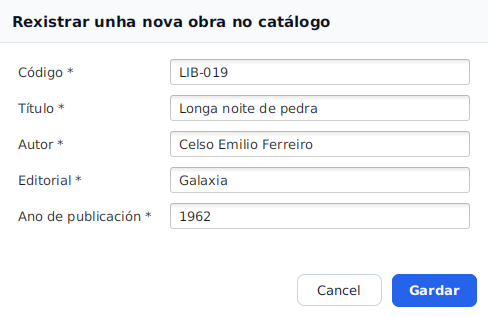 Rexistrar unha nova obra no catálogo
Código * LIB-019
Título * Longa noite de pedra
Autor * Celso Emilio Ferreiro
Editorial * Galaxia
Ano de publicación * 1962
Cancel Gardar